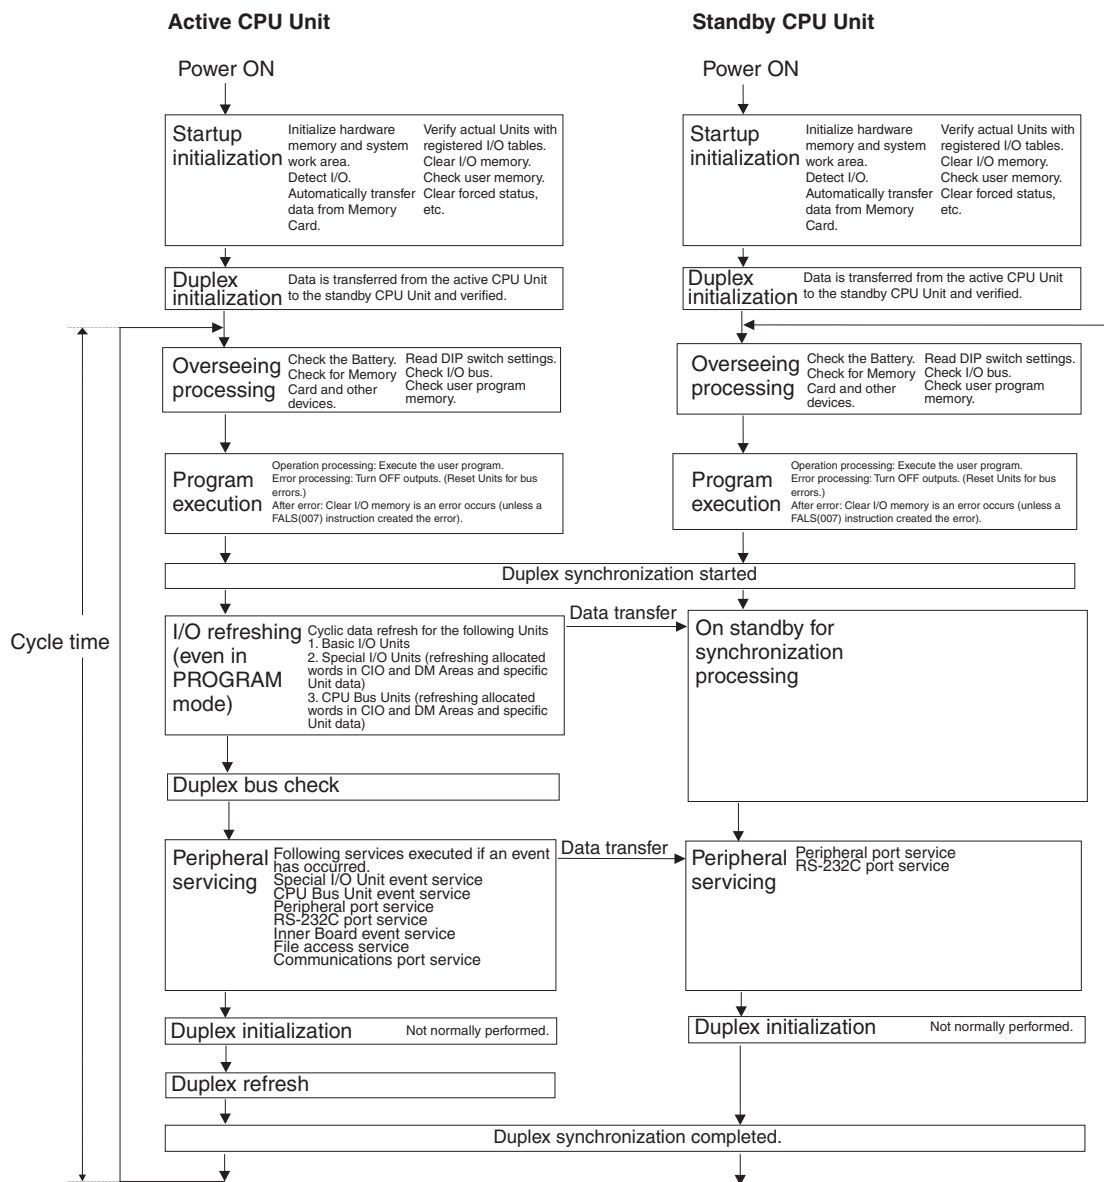 Active CPU Unit
Standby CPU Unit
Power ON
Power ON
Startup
initialization
Initialize hardware
memory and system
work area.
Detect I/O.
Automatically transfer
data from Memory
Card.
Verify actual Units with
registered I/O tables.
Clear I/O memory.
Check user memory.
Clear forced status,
etc.
Startup
initialization
Initialize hardware
memory and system
work area.
Detect I/O.
Automatically transfer
data from Memory
Card.
Verify actual Units with
registered I/O tables.
Clear I/O memory.
Check user memory.
Clear forced status,
etc.
Duplex
initialization
Data is transferred from the active CPU Unit
to the standby CPU Unit and verified.
Duplex
initialization
Data is transferred from the active CPU Unit
to the standby CPU Unit and verified.
Overseeing
processing
Check the Battery.
Check for Memory
Card and other
devices.
Read DIP switch settings.
Check I/O bus.
Check user program
memory.
Overseeing
processing
Check the Battery.
Check for Memory
Card and other
devices.
Read DIP switch settings.
Check I/O bus.
Check user program
memory.
Program
execution
Operation processing: Execute the user program.
Error processing: Turn OFF outputs. (Reset Units for bus
errors.)
After error: Clear I/O memory is an error occurs (unless a
FALS(007) instruction created the error).
Program
execution
Operation processing: Execute the user program.
Error processing: Turn OFF outputs. (Reset Units for bus
errors.)
After error: Clear I/O memory is an error occurs (unless a
FALS(007) instruction created the error).
Duplex synchronization started
Cycle time
I/O refreshing
(even in
PROGRAM
mode)
Cyclic data refresh for the following Units
1. Basic I/O Units
2. Special I/O Units (refreshing allocated
words in CIO and DM Areas and specific
Unit data)
3. CPU Bus Units (refreshing allocated
words in CIO and DM Areas and specific
Unit data)
Data transfer
On standby for
synchronization
processing
Duplex bus check
Peripheral
servicing
Following services executed if an event
has occurred.
Special I/O Unit event service
CPU Bus Unit event service
Peripheral port service
RS-232C port service
Inner Board event service
File access service
Communications port service
Data transfer
Peripheral
servicing
Peripheral port service
RS-232C port service
Duplex initialization
Not normally performed.
Duplex initialization
Not normally performed.
Duplex refresh
Duplex synchronization completed.